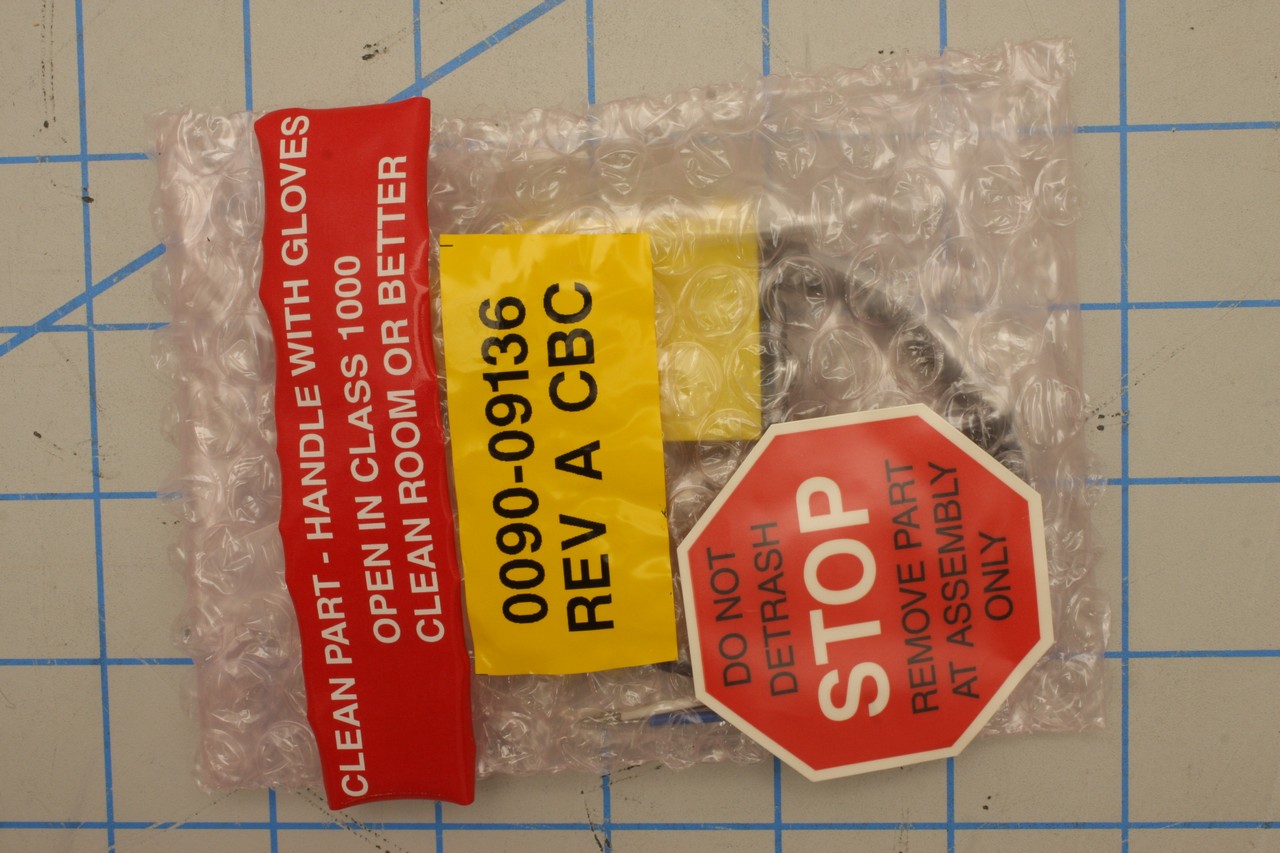 CLEAN PART - HANDLE WITH GLOVES
OPEN IN CLASS 1000
CLEAN ROOM OR BETTER
0090-09136
REV A CBC
DO NOT
DETRASH
STOP
REMOVE PART
AT ASSEMBLY
ONLY